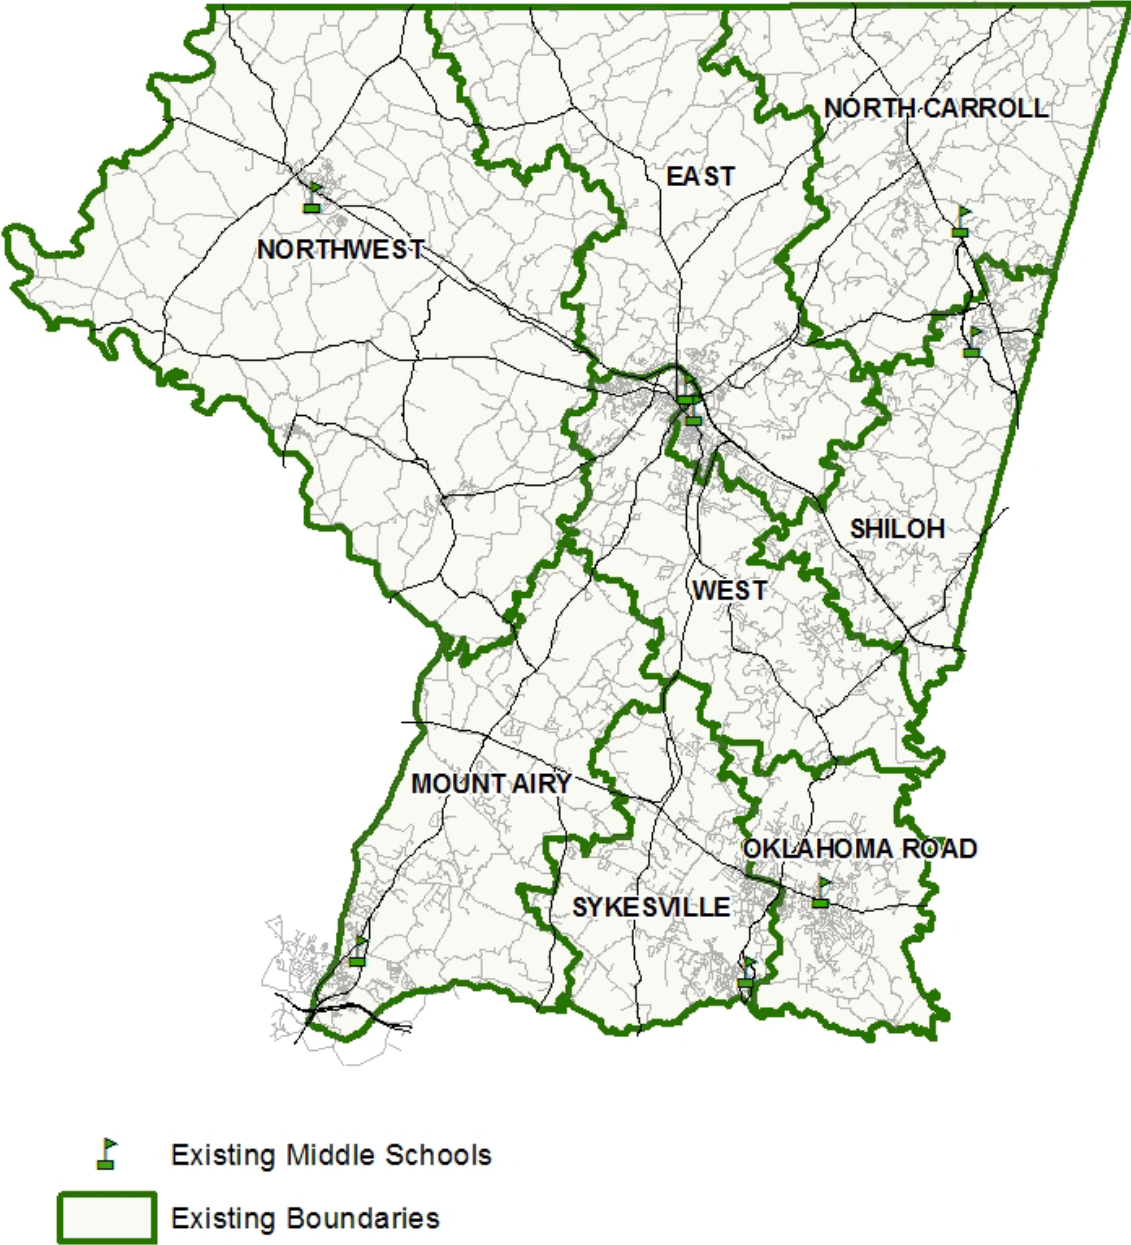 NORTH CARROLL
EAST
NORTHWEST
SHILOH
WEST
MOUNT AIRY
OKLAHOMA ROAD
SYKESVILLE
Existing Middle Schools
Existing Boundaries